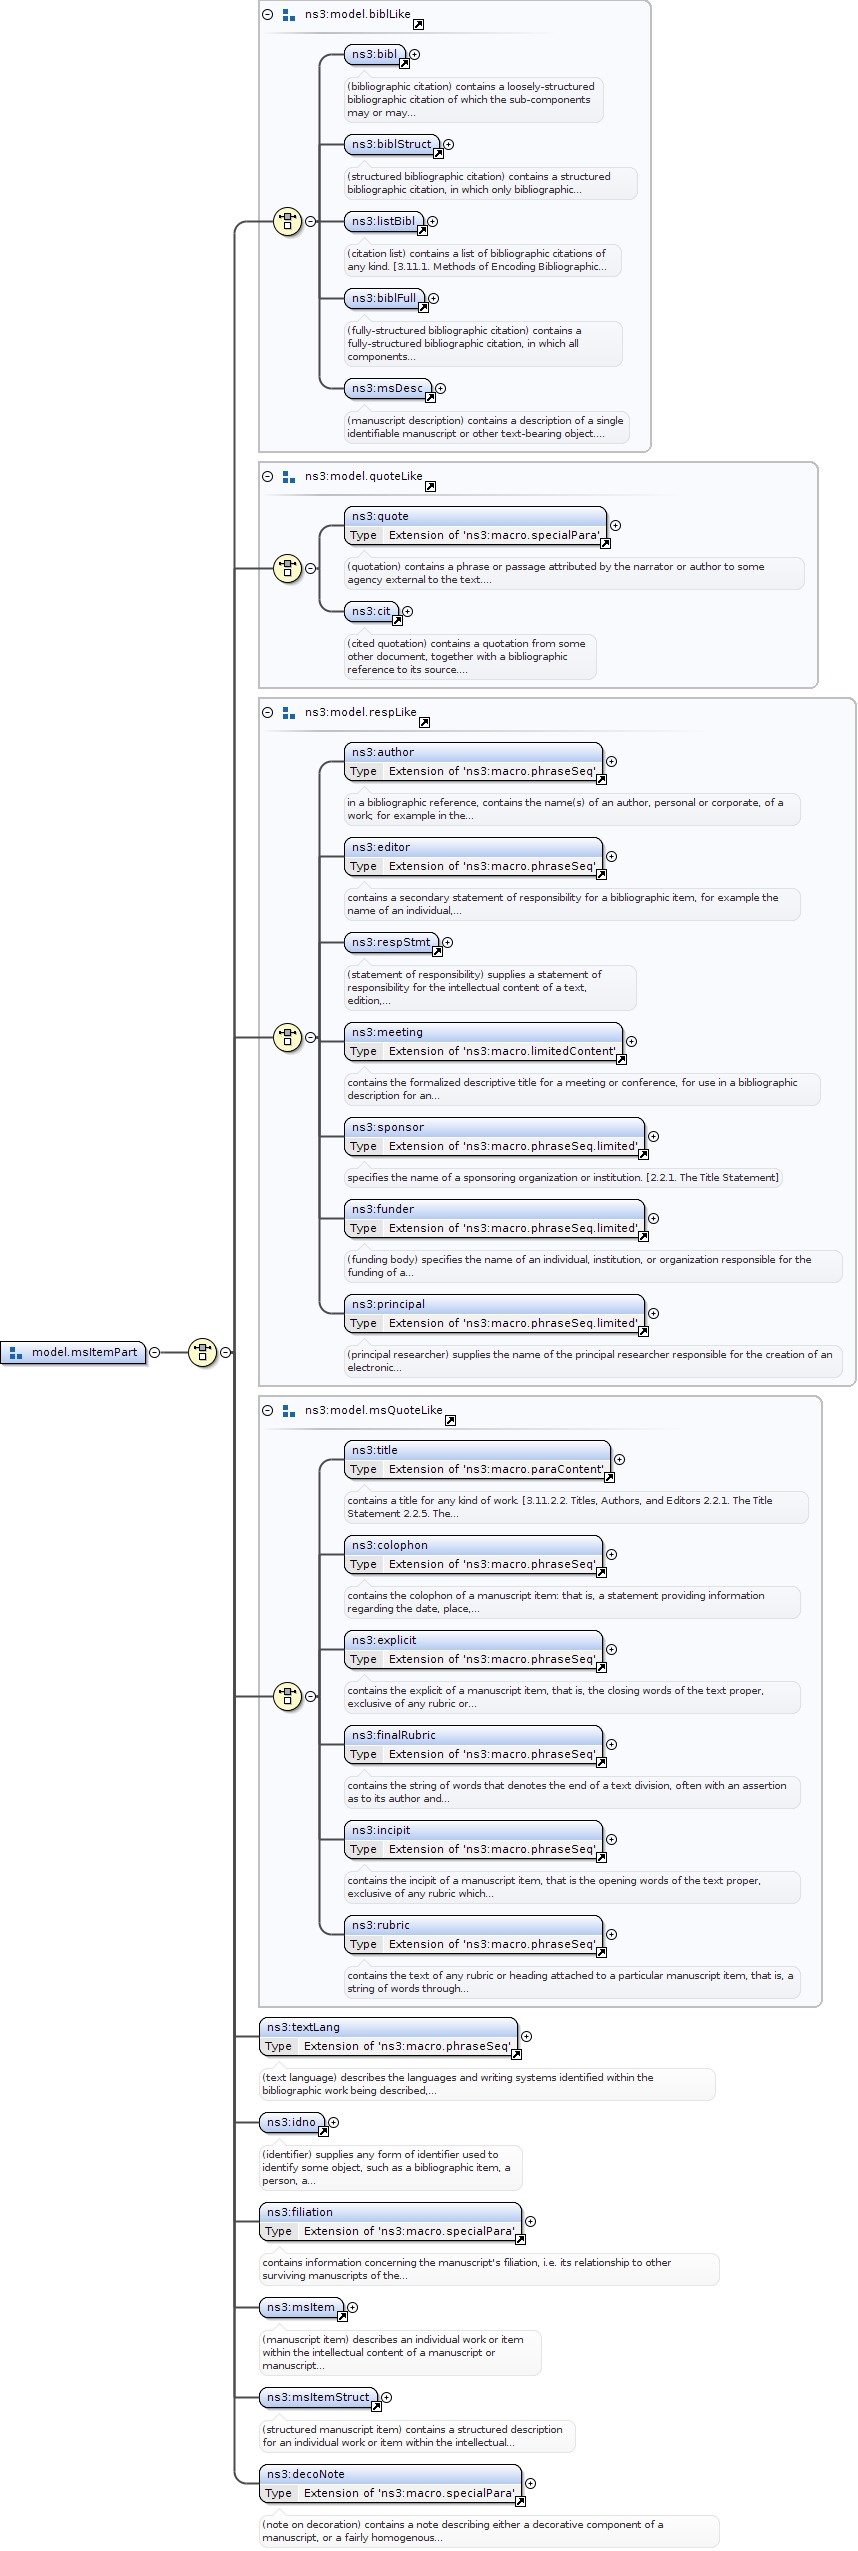 ns3:model.biblLike
ns3:bibl
(bibliographic citation) contains a loosely-structured
bibliographic citation of which the sub-components
may or may...
ns3:biblStruct
(structured bibliographic citation) contains a structured
bibliographic citation, in which only bibliographic...
ns3:listBibl
(citation list) contains a list of bibliographic citations of
any kind. [3.11.1. Methods of Encoding Bibliographic...
ns3:biblFull
(fully-structured bibliographic citation) contains a
fully-structured bibliographic citation, in which all
components...
ns3:msDesc
(manuscript description) contains a description of a single
identifiable manuscript or other text-bearing object....
ns3:model.quoteLike
ns3:quote
Type Extension of 'ns3:macro.specialPara'
(quotation) contains a phrase or passage attributed by the narrator or author to some
agency external to the text....
ns3:cit
(cited quotation) contains a quotation from some
other document, together with a bibliographic
reference to its source....
ns3:model.respLike
ns3:author
Type Extension of 'ns3:macro.phraseSeq'
in a bibliographic reference, contains the name(s) of an author, personal or corporate, of a
work; for example in the...
ns3:editor
Type Extension of 'ns3:macro.phraseSeq'
contains a secondary statement of responsibility for a bibliographic item, for example the
name of an individual,...
ns3:respStmt
(statement of responsibility) supplies a statement of
responsibility for the intellectual content of a text,
edition,...
ns3:meeting
Type Extension of 'ns3:macro.limitedContent'
contains the formalized descriptive title for a meeting or conference, for use in a bibliographic
description for an...
ns3:sponsor
Type Extension of 'ns3:macro.phraseSeq.limited'
specifies the name of a sponsoring organization or institution. [2.2.1. The Title Statement]
ns3:funder
Type Extension of 'ns3:macro.phraseSeq.limited'
(funding body) specifies the name of an individual, institution, or organization responsible for the
funding of a...
ns3:principal
Type Extension of 'ns3:macro.phraseSeq.limited'
(principal researcher) supplies the name of the principal researcher responsible for the creation of an
electronic...
model.msItemPart
ns3:model.msQuoteLike
ns3:title
Type Extension of 'ns3:macro.paraContent'
contains a title for any kind of work. [3.11.2.2. Titles, Authors, and Editors 2.2.1. The Title
Statement 2.2.5. The...
ns3:colophon
Type Extension of 'ns3:macro.phraseSeq'
contains the colophon of a manuscript item: that is, a statement providing information
regarding the date, place,...
ns3:explicit
Type Extension of 'ns3:macro.phraseSeq'
contains the explicit of a manuscript item, that is, the closing words of the text proper,
exclusive of any rubric or...
ns3:finalRubric
Type Extension of 'ns3:macro.phraseSeq'
contains the string of words that denotes the end of a text division, often with an assertion
as to its author and...
ns3:incipit
Type Extension of 'ns3:macro.phraseSeq'
contains the incipit of a manuscript item, that is the opening words of the text proper,
exclusive of any rubric which...
ns3:rubric
Type Extension of 'ns3:macro.phraseSeq'
contains the text of any rubric or heading attached to a particular manuscript item, that is, a
string of words through...
ns3:textLang
Type Extension of 'ns3:macro.phraseSeq'
(text language) describes the languages and writing systems identified within the
bibliographic work being described,...
ns3:idno
(identifier) supplies any form of identifier used to
identify some object, such as a bibliographic item, a
person, a...
ns3:filiation
Type Extension of 'ns3:macro.specialPara'
contains information concerning the manuscript's filiation, i.e. its relationship to other
surviving manuscripts of the...
ns3:msItem
(manuscript item) describes an individual work or item
within the intellectual content of a manuscript or
manuscript...
ns3:msItemStruct
(structured manuscript item) contains a structured description
for an individual work or item within the intellectual...
ns3:decoNote
Type Extension of 'ns3:macro.specialPara'
(note on decoration) contains a note describing either a decorative component of a
manuscript, or a fairly homogenous...